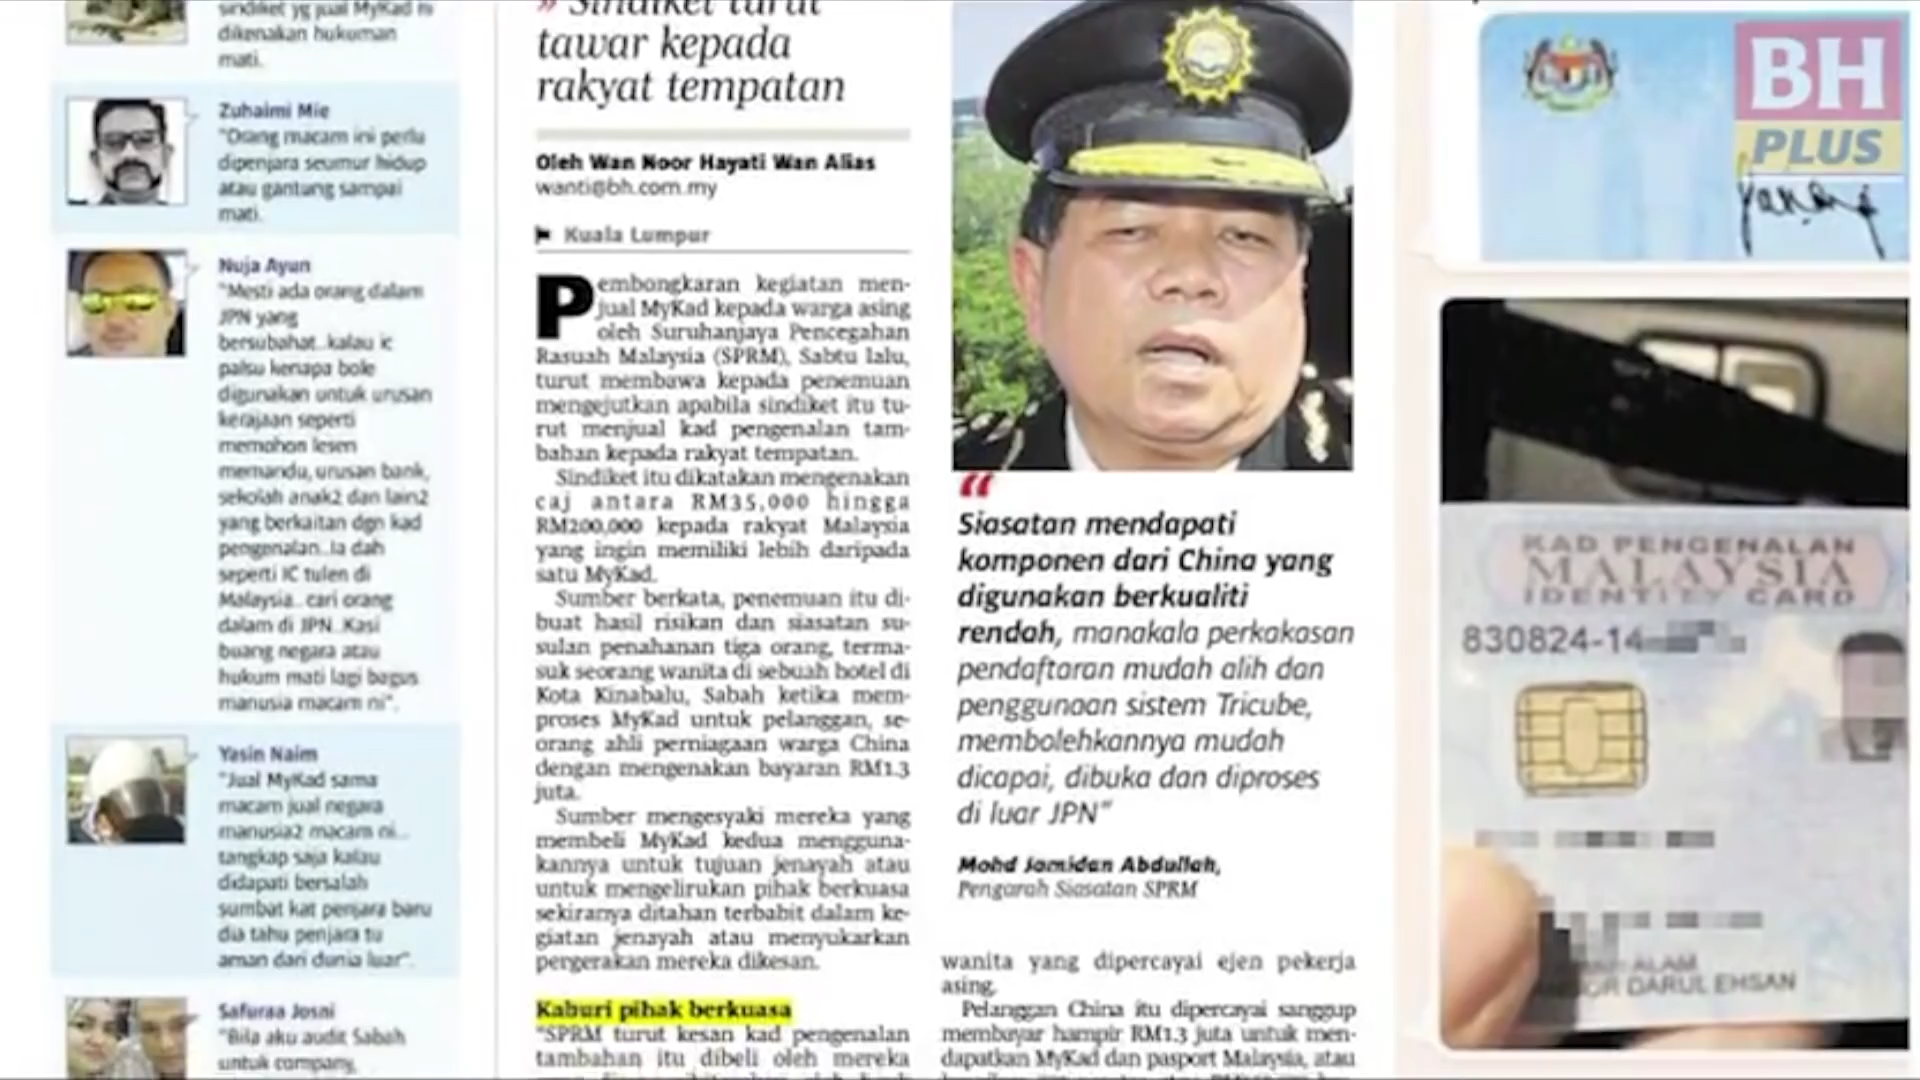 sindiket yg jual MyKad ni
dikenakan hukuman
mati.
Zuhaimi Mie
"Orang macam ini perlu
dipenjara seumur hidup
atau gantung sampai
mati.
Nuja Ayun
"Mesti ada orang dalam
JPN yang
bersubahat..kalau ic
palsu kenapa bole
digunakan untuk urusan
kerajaan seperti
memohon lesen
memandu, urusan bank,
sekolah anak2 dan lain2
yang berkaitan dgn kad
pengenalan..Ia dah
seperti IC tulen di
Malaysia.. cari orang
dalam di JPN..Kasi
buang negara atau
hukum mati lagi bagus
manusia macam ni".
Yasin Naim
"Jual MyKad sama
macam jual negara
manusia2 macam ni...
tangkap saja kalau
didapati bersalah
sumbat kat penjara baru
dia tahu penjara tu
aman dari dunia luar".
Safuraa Josni
"Bila aku audit Sabah
untuk company,
» Sindiket turut
tawar kepada
rakyat tempatan
Oleh Wan Noor Hayati Wan Alias
wanti@bh.com.my
Kuala Lumpur
Pembongkaran kegiatan men-
jual MyKad kepada warga asing
oleh Suruhanjaya Pencegahan
Rasuah Malaysia (SPRM), Sabtu lalu,
turut membawa kepada penemuan
mengejutkan apabila sindiket itu tu-
rut menjual kad pengenalan tam-
bahan kepada rakyat tempatan.
Sindiket itu dikatakan mengenakan
caj antara RM35,000 hingga
RM200,000 kepada rakyat Malaysia
yang ingin memiliki lebih daripada
satu MyKad.
Sumber berkata, penemuan itu di-
buat hasil risikan dan siasatan su-
sulan penahanan tiga orang, terma-
suk seorang wanita di sebuah hotel di
Kota Kinabalu, Sabah ketika mem-
proses MyKad untuk pelanggan, se-
orang ahli perniagaan warga China
dengan mengenakan bayaran RM1.3
juta.
Sumber mengesyaki mereka yang
membeli MyKad kedua mengguna-
kannya untuk tujuan jenayah atau
untuk mengelirukan pihak berkuasa
sekiranya ditahan terbabit dalam ke-
giatan jenayah atau menyukarkan
pergerakan mereka dikesan.
Kaburi pihak berkuasa
"SPRM turut kesan kad pengenalan
tambahan itu dibeli oleh mereka
“
Siasatan mendapati
komponen dari China yang
digunakan berkualiti
rendah, manakala perkakasan
pendaftaran mudah alih dan
penggunaan sistem Tricube,
membolehkannya mudah
dicapai, dibuka dan diproses
di luar JPN"
Mohd Jamidan Abdullah,
Pengarah Siasatan SPRM
wanita yang dipercayai ejen pekerja
asing.
Pelanggan China itu dipercayai sanggup
membayar hampir RM1.3 juta untuk men-
dapatkan MyKad dan pasport Malaysia, atau
BH
PLUS
KAD PENGENALAN
MALAYSIA
IDENTITY CARD
830824-14
ALAM
DARUL EHSAN